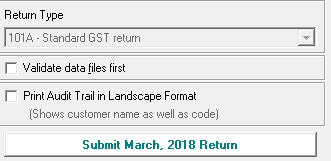 Return Type
101A - Standard GST return
Validate data files first
Print Audit Trail in Landscape Format
(Shows customer name as well as code)
Submit March, 2018 Return